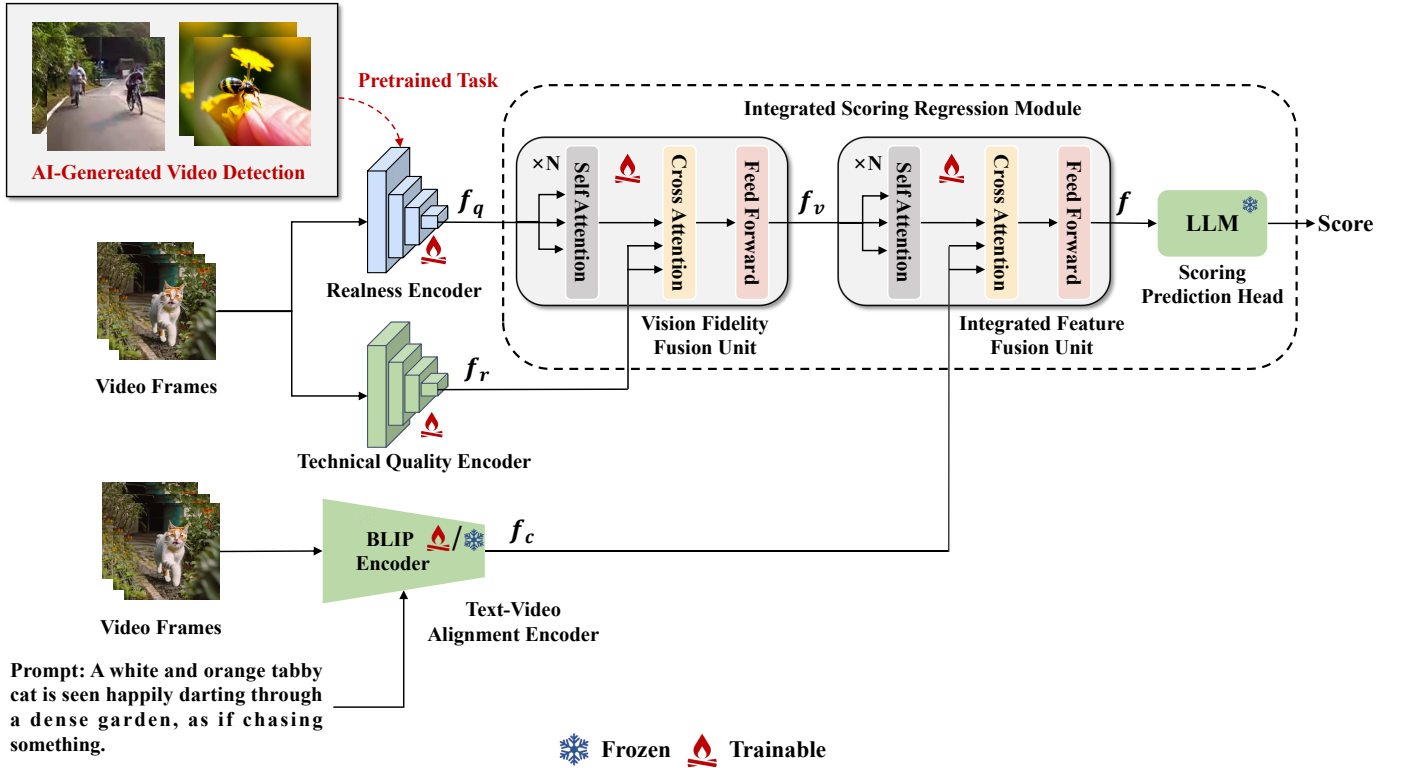 AI-Genereated Video Detection
Pretrained Task
Integrated Scoring Regression Module
×N
Self Attention
Cross Attention
Feed Forward
×N
Self Attention
Cross Attention
Feed Forward
f_q
f_v
f
LLM
Score
Scoring
Prediction Head
Realness Encoder
Vision Fidelity
Fusion Unit
Integrated Feature
Fusion Unit
Video Frames
f_r
Technical Quality Encoder
BLIP
Encoder
/
f_c
Text-Video
Alignment Encoder
Video Frames
Prompt: A white and orange tabby
cat is seen happily darting through
a dense garden, as if chasing
something.
Frozen
Trainable